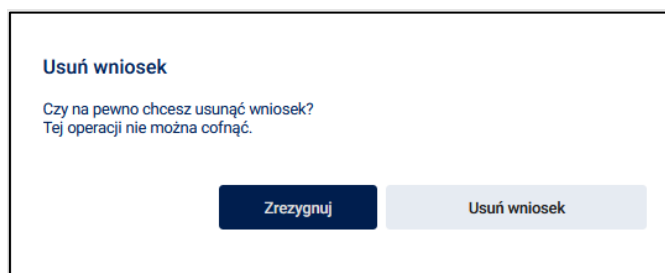 Usuń wniosek
Czy na pewno chcesz usunąć wniosek?
Tej operacji nie można cofnąć.
Zrezygnuj
Usuń wniosek